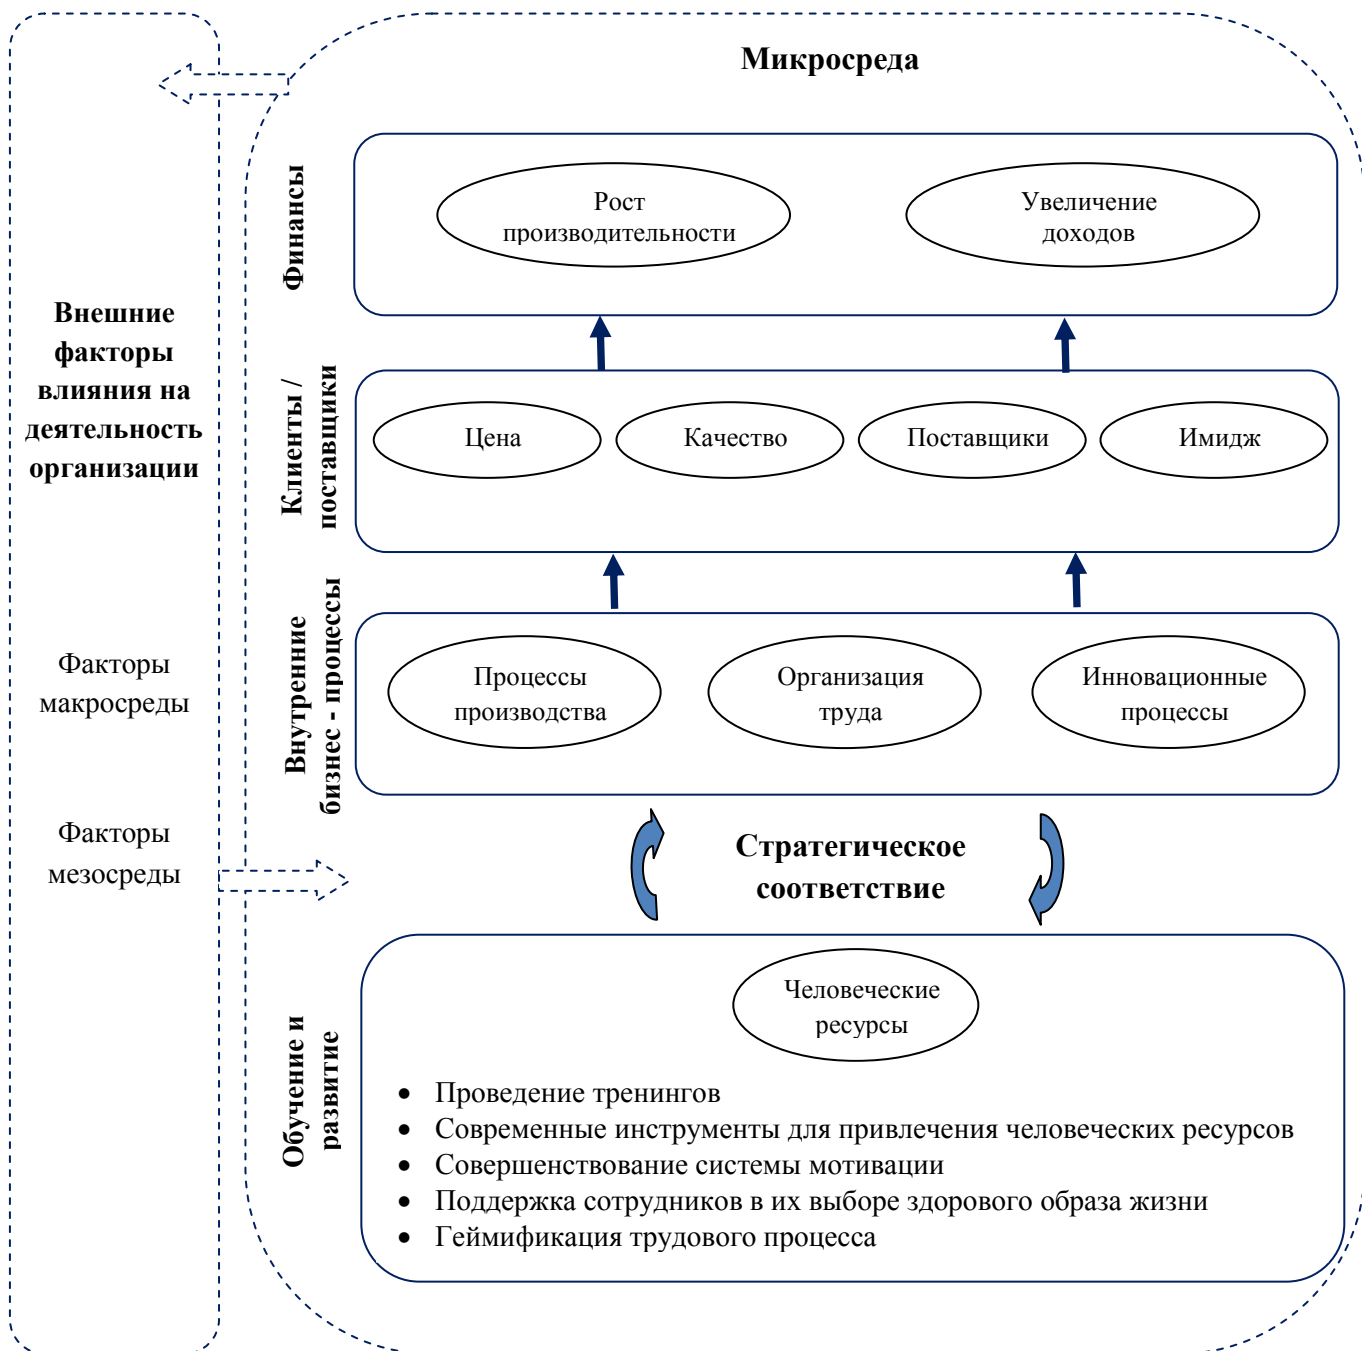 Микросреда
Внешние
факторы
влияния на
деятельность
организации
Факторы
макросреды
Факторы
мезосреды
Финансы
Рост
производительности
Увеличение
доходов
Клиенты /
поставщики
Цена
Качество
Поставщики
Имидж
Внутренние
бизнес - процессы
Процессы
производства
Организация
труда
Инновационные
процессы
Стратегическое
соответствие
Обучение и
развитие
Человеческие
ресурсы
• Проведение тренингов
• Современные инструменты для привлечения человеческих ресурсов
• Совершенствование системы мотивации
• Поддержка сотрудников в их выборе здорового образа жизни
• Геймификация трудового процесса